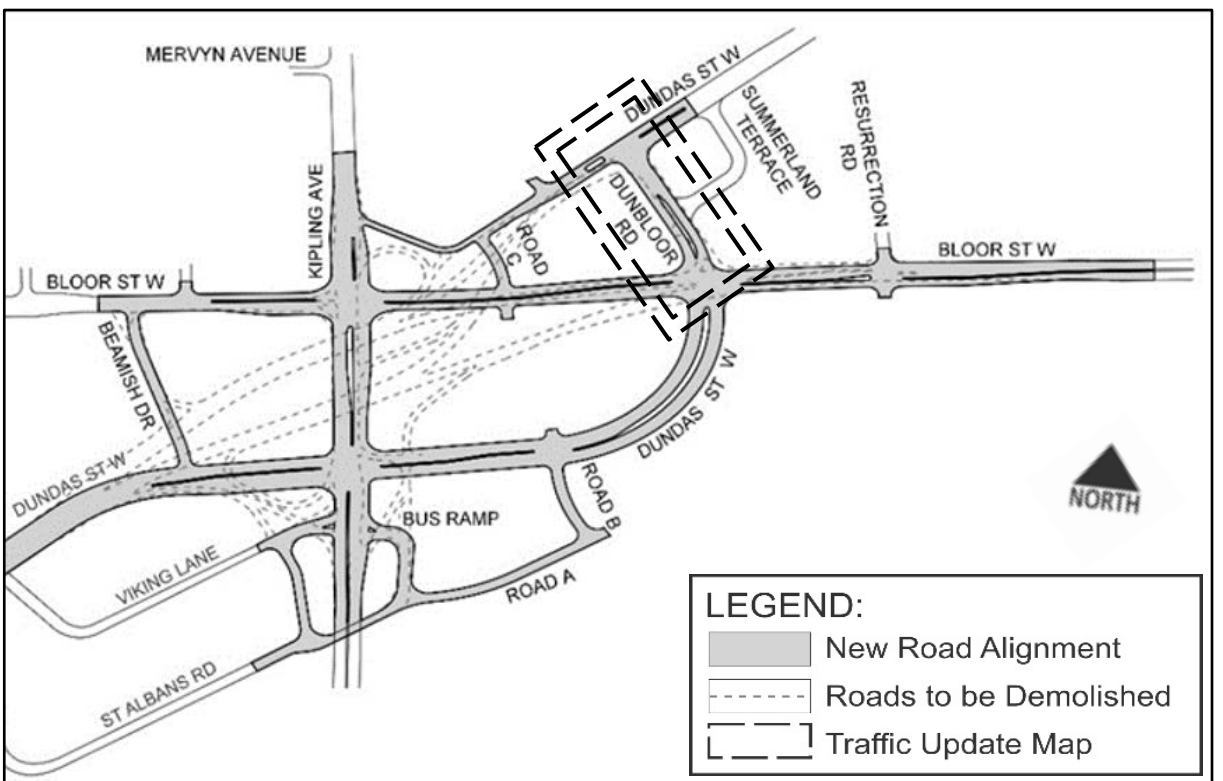 MERVYN AVENUE
DUNDAS ST W
SUMMERLAND
TERRACE
RESURRECTION
RD
KIPLING AVE
DUNBLOOR
RD
ROAD
C
BLOOR ST W
BLOOR ST W
BEAMISH DR
DUNDAS ST W
DUNDAS ST W
ROAD B
BUS RAMP
VIKING LANE
ROAD A
ST ALBANS RD
NORTH
LEGEND:
New Road Alignment
Roads to be Demolished
Traffic Update Map